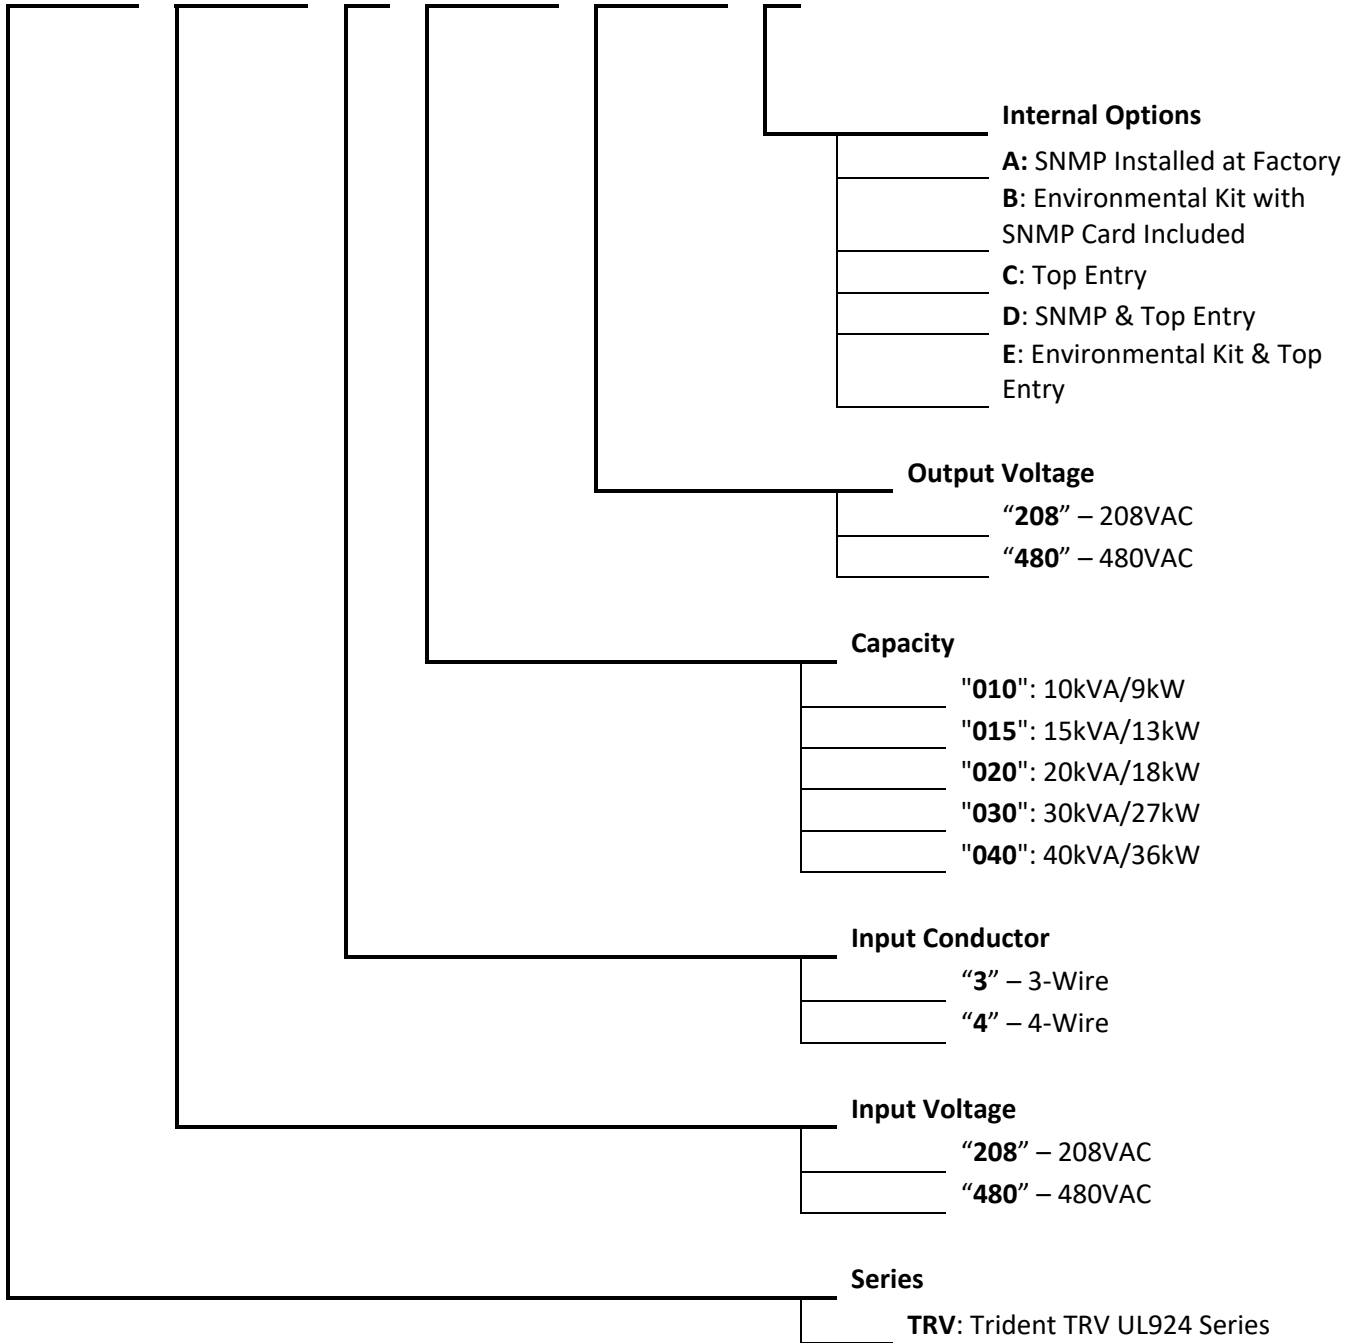 Internal Options
A: SNMP Installed at Factory
B: Environmental Kit with
SNMP Card Included
C: Top Entry
D: SNMP & Top Entry
E: Environmental Kit & Top
Entry
Output Voltage
“208” – 208VAC
“480” – 480VAC
Capacity
"010": 10kVA/9kW
"015": 15kVA/13kW
"020": 20kVA/18kW
"030": 30kVA/27kW
"040": 40kVA/36kW
Input Conductor
“3” – 3-Wire
“4” – 4-Wire
Input Voltage
“208” – 208VAC
“480” – 480VAC
Series
TRV: Trident TRV UL924 Series